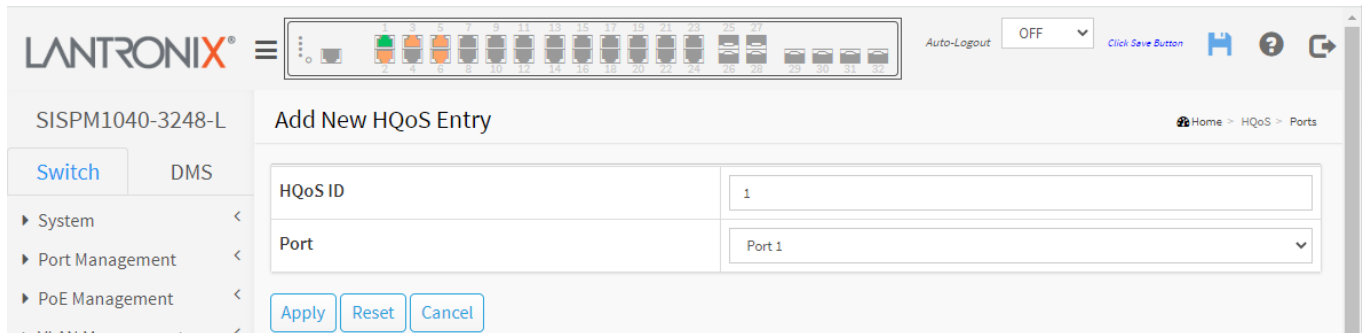 LANTRONIX®
1 3 5 7 9 11 13 15 17 19 21 23 25 27
2 4 6 8 10 12 14 16 18 20 22 24 26 28 29 30 31 32
Auto-Logout OFF Click Save Button
SISPM1040-3248-L
Add New HQoS Entry
Home > HQoS > Ports
Switch DMS
HQoS ID 1
System
Port Port 1
Port Management
PoE Management
Apply Reset Cancel